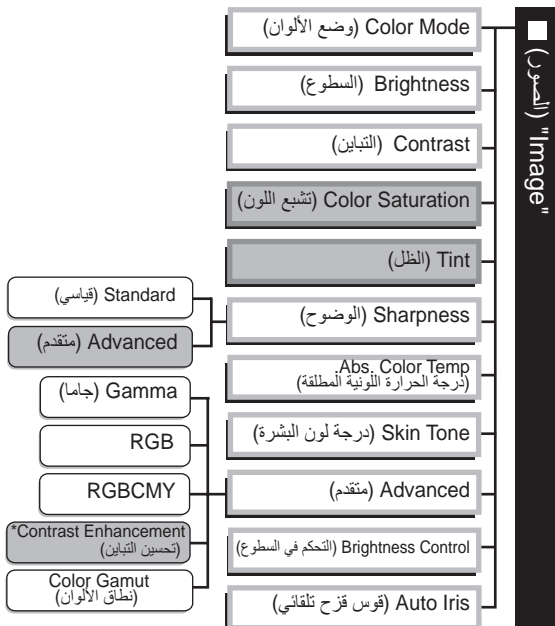 "Image" (الصور)
Color Mode (وضع الألوان)
Brightness (السطوع)
Contrast (التباين)
Color Saturation (تشبع اللون)
Tint (الظل)
Sharpness (الوضوح)
Standard (قياسي)
Advanced (متقدم)
Abs. Color Temp.
(درجة الحرارة اللونية المطلقة)
Skin Tone (درجة لون البشرة)
Advanced (متقدم)
Gamma (جاما)
RGB
RGBCMY
Contrast Enhancement*
(تحسين التباين)
Color Gamut
(نطاق الألوان)
Brightness Control (التحكم في السطوع)
Auto Iris (قوس قزح تلقائي)